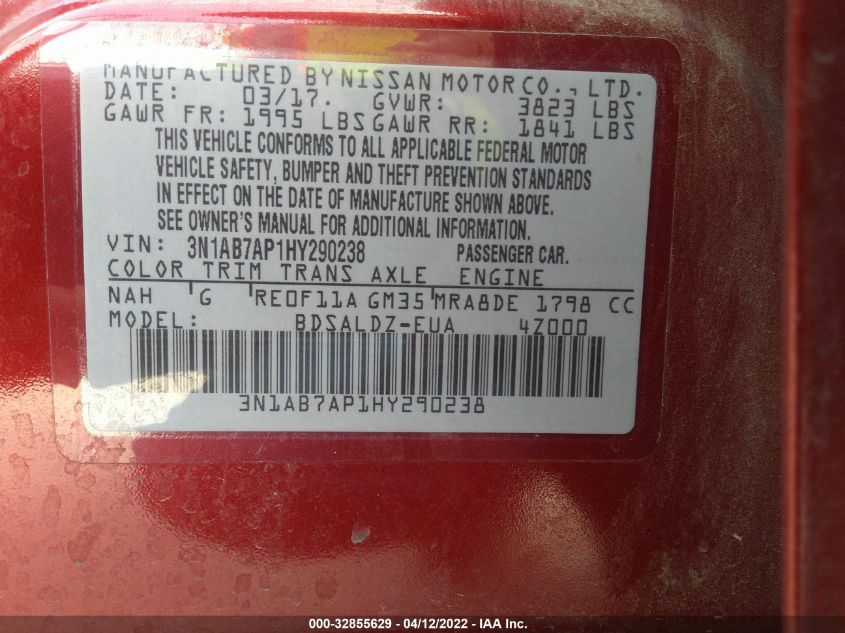 MANUFACTURED BY NISSAN MOTOR CO., LTD.
DATE: 03/17. GVWR: 3823 LBS
GAWR FR: 1995 LBS GAWR RR: 1841 LBS
THIS VEHICLE CONFORMS TO ALL APPLICABLE FEDERAL MOTOR
VEHICLE SAFETY, BUMPER AND THEFT PREVENTION STANDARDS
IN EFFECT ON THE DATE OF MANUFACTURE SHOWN ABOVE.
SEE OWNER'S MANUAL FOR ADDITIONAL INFORMATION.
VIN: 3N1AB7AP1HY290238 PASSENGER CAR.
COLOR TRIM TRANS AXLE ENGINE
NAH G RE0F11A GM35 MRA8DE 1798 CC
MODEL: BDSALDZ-EUA 4Z000
3N1AB7AP1HY290238
000-32855629 - 04/12/2022 - IAA Inc.